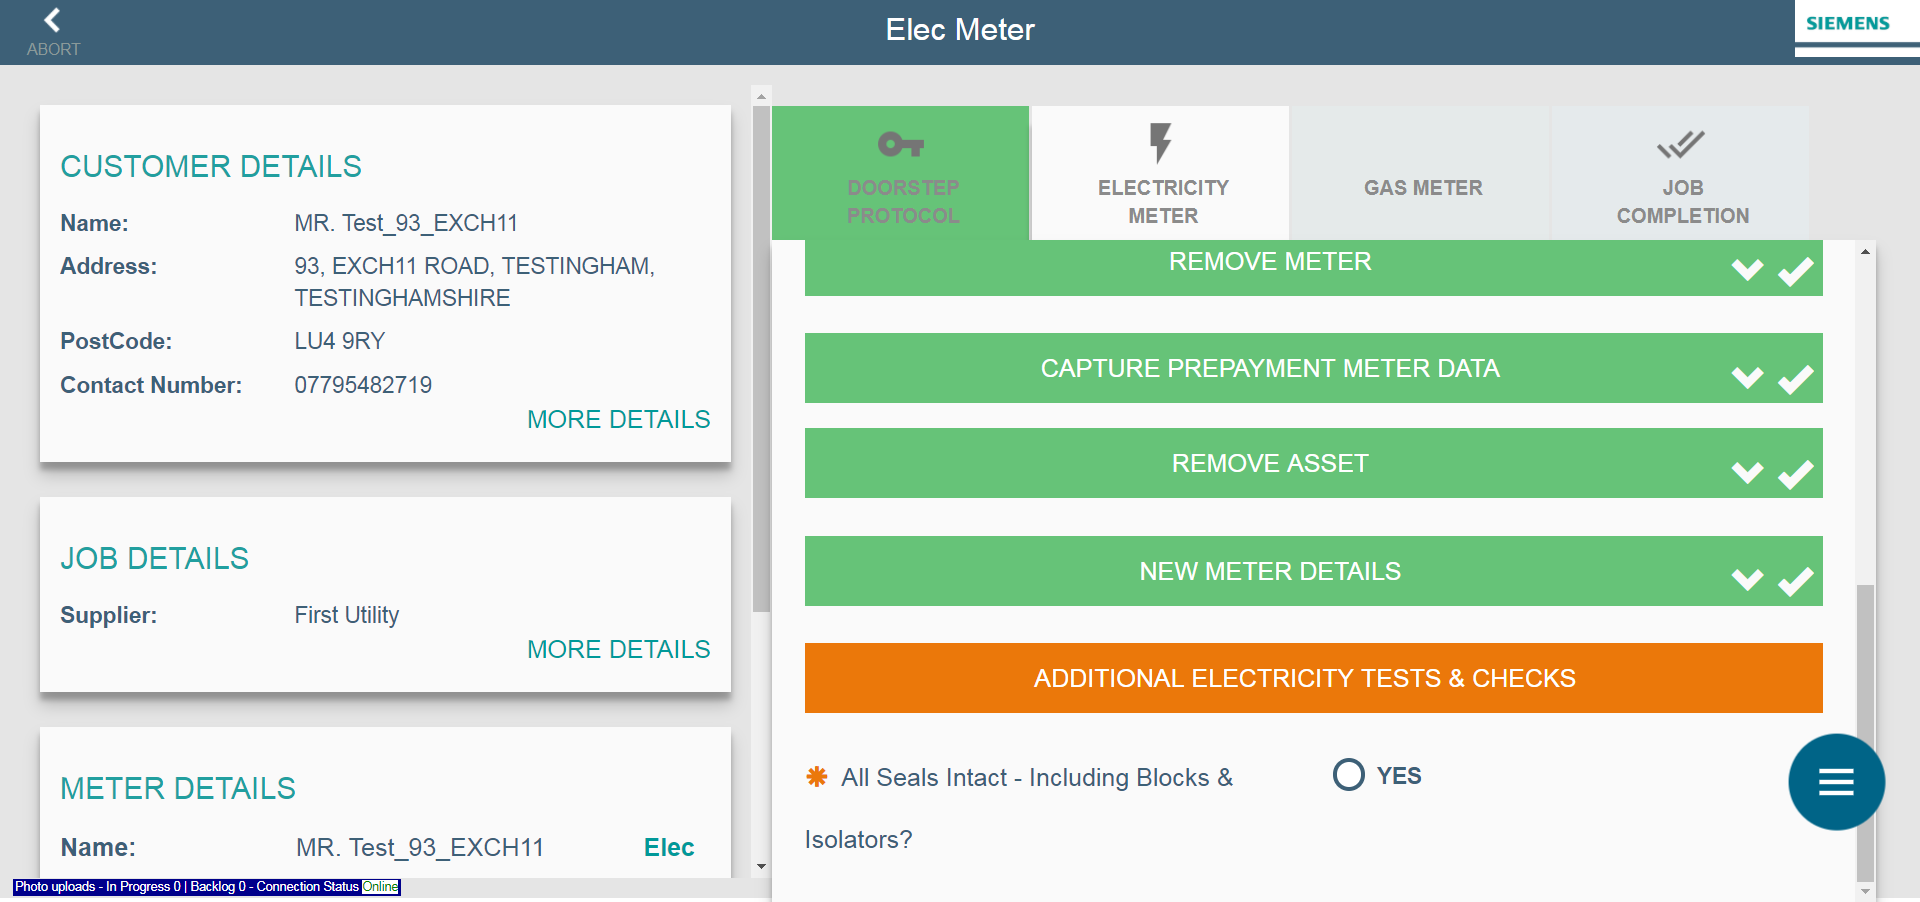 ABORT
Elec Meter
SIEMENS
CUSTOMER DETAILS
Name: MR. Test_93_EXCH11
Address: 93, EXCH11 ROAD, TESTINGHAM,
TESTINGHAMSHIRE
PostCode: LU4 9RY
Contact Number: 07795482719
MORE DETAILS
JOB DETAILS
Supplier: First Utility
MORE DETAILS
METER DETAILS
Name: MR. Test_93_EXCH11 Elec
Photo uploads - In Progress 0 | Backlog 0 - Connection Status Online
DOORSTEP
PROTOCOL
ELECTRICITY
METER
GAS METER
JOB
COMPLETION
REMOVE METER
CAPTURE PREPAYMENT METER DATA
REMOVE ASSET
NEW METER DETAILS
ADDITIONAL ELECTRICITY TESTS & CHECKS
✱ All Seals Intact - Including Blocks & YES
Isolators?